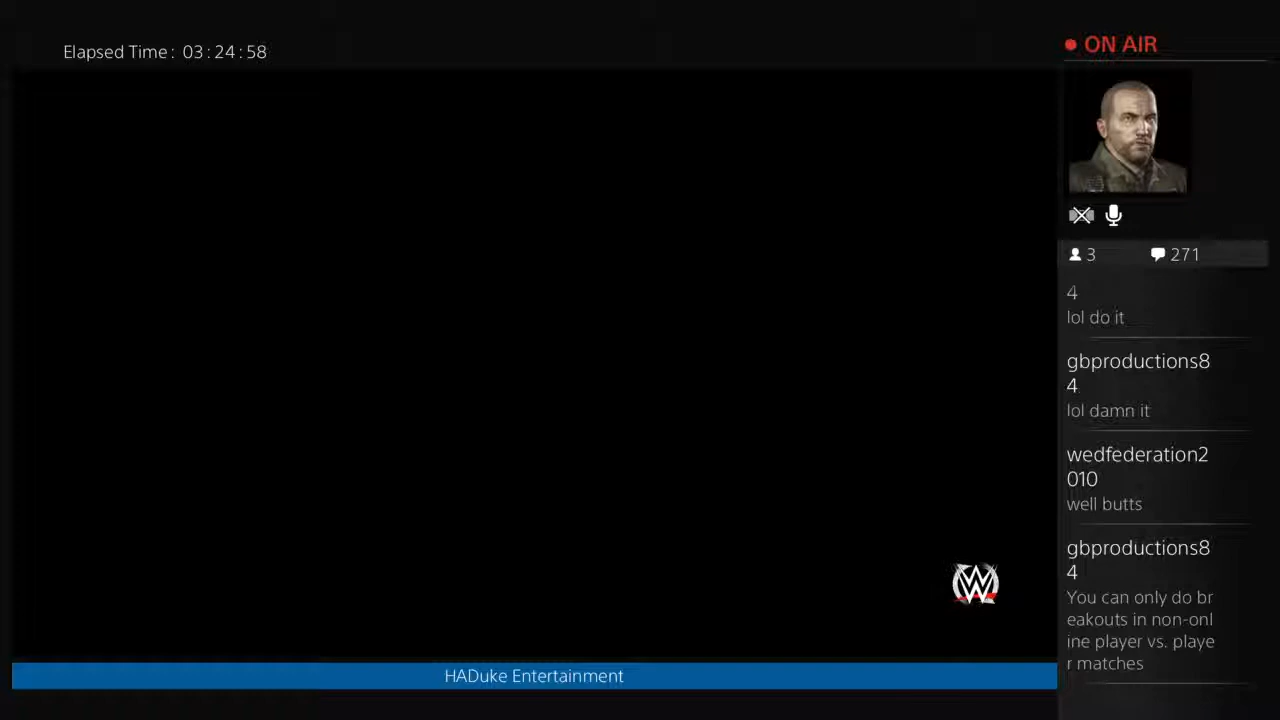 Elapsed Time: 03:24:58
ON AIR
3 271
4
lol do it
gbproductions8
4
lol damn it
wedfederation2
010
well butts
gbproductions8
4
You can only do br
eakouts in non-onl
ine player vs. playe
r matches
W
HADuke Entertainment